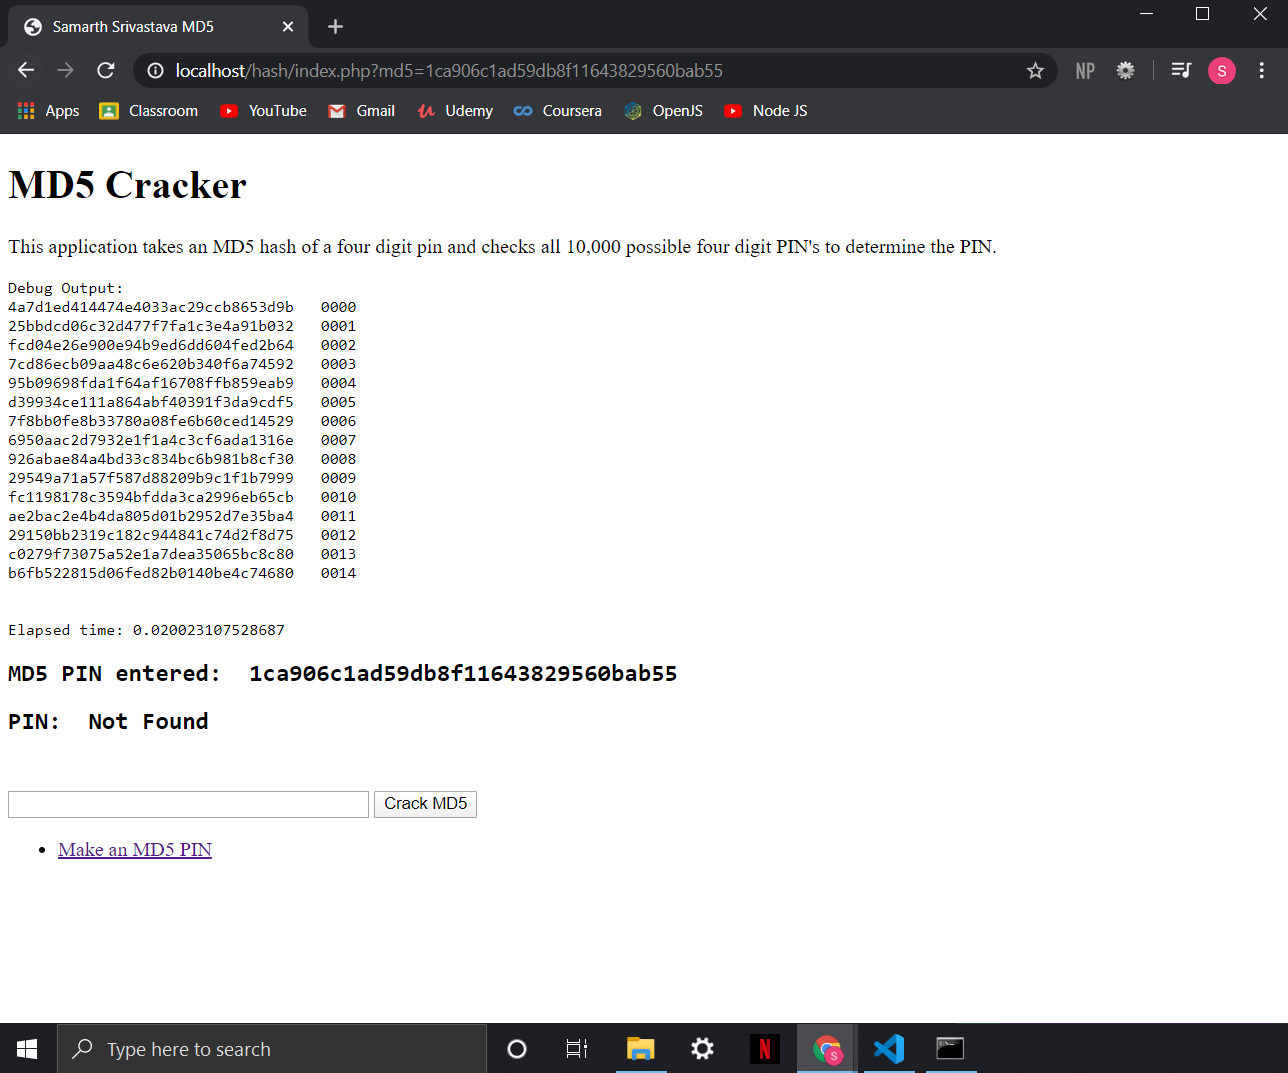 Samarth Srivastava MD5
localhost/hash/index.php?md5=1ca906c1ad59db8f11643829560bab55
NP
S
Apps Classroom YouTube Gmail Udemy Coursera OpenJS Node JS
MD5 Cracker
This application takes an MD5 hash of a four digit pin and checks all 10,000 possible four digit PIN's to determine the PIN.
Debug Output:
4a7d1ed414474e4033ac29ccb8653d9b 0000
25bbdcd06c32d477f7fa1c3e4a91b032 0001
fcd04e26e900e94b9ed6dd604fed2b64 0002
7cd86ecb09aa48c6e620b340f6a74592 0003
95b09698fda1f64af16708ffb859eab9 0004
d39934ce111a864abf40391f3da9cdf5 0005
7f8bb0fe8b33780a08fe6b60ced14529 0006
6950aac2d7932e1f1a4c3cf6ada1316e 0007
926abae84a4bd33c834bc6b981b8cf30 0008
29549a71a57f587d88209b9c1f1b7999 0009
fc1198178c3594bfdda3ca2996eb65cb 0010
ae2bac2e4b4da805d01b2952d7e35ba4 0011
29150bb2319c182c944841c74d2f8d75 0012
c0279f73075a52e1a7dea35065bc8c80 0013
b6fb522815d06fed82b0140be4c74680 0014
Elapsed time: 0.020023107528687
MD5 PIN entered: 1ca906c1ad59db8f11643829560bab55
PIN: Not Found
Crack MD5
Make an MD5 PIN
Type here to search
N
S